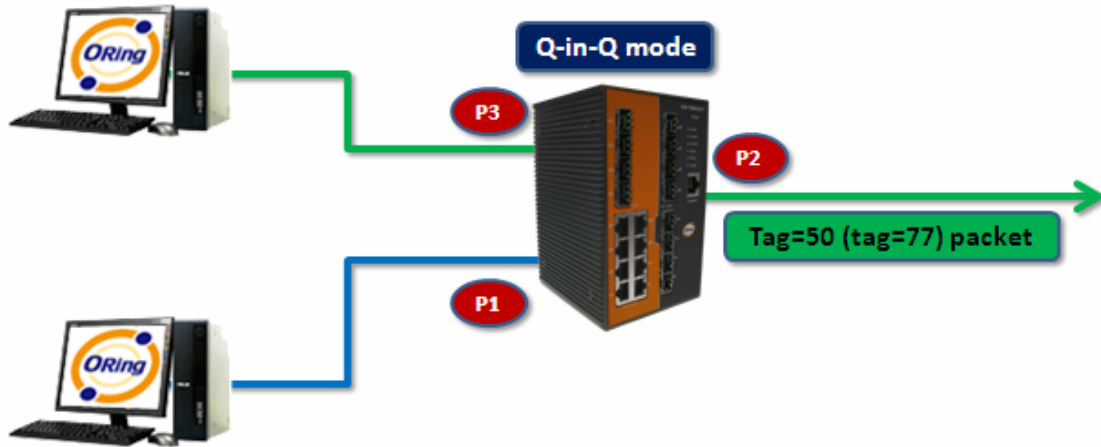 Q-in-Q mode
ORing
P3
P2
Tag=50 (tag=77) packet
P1
ORing